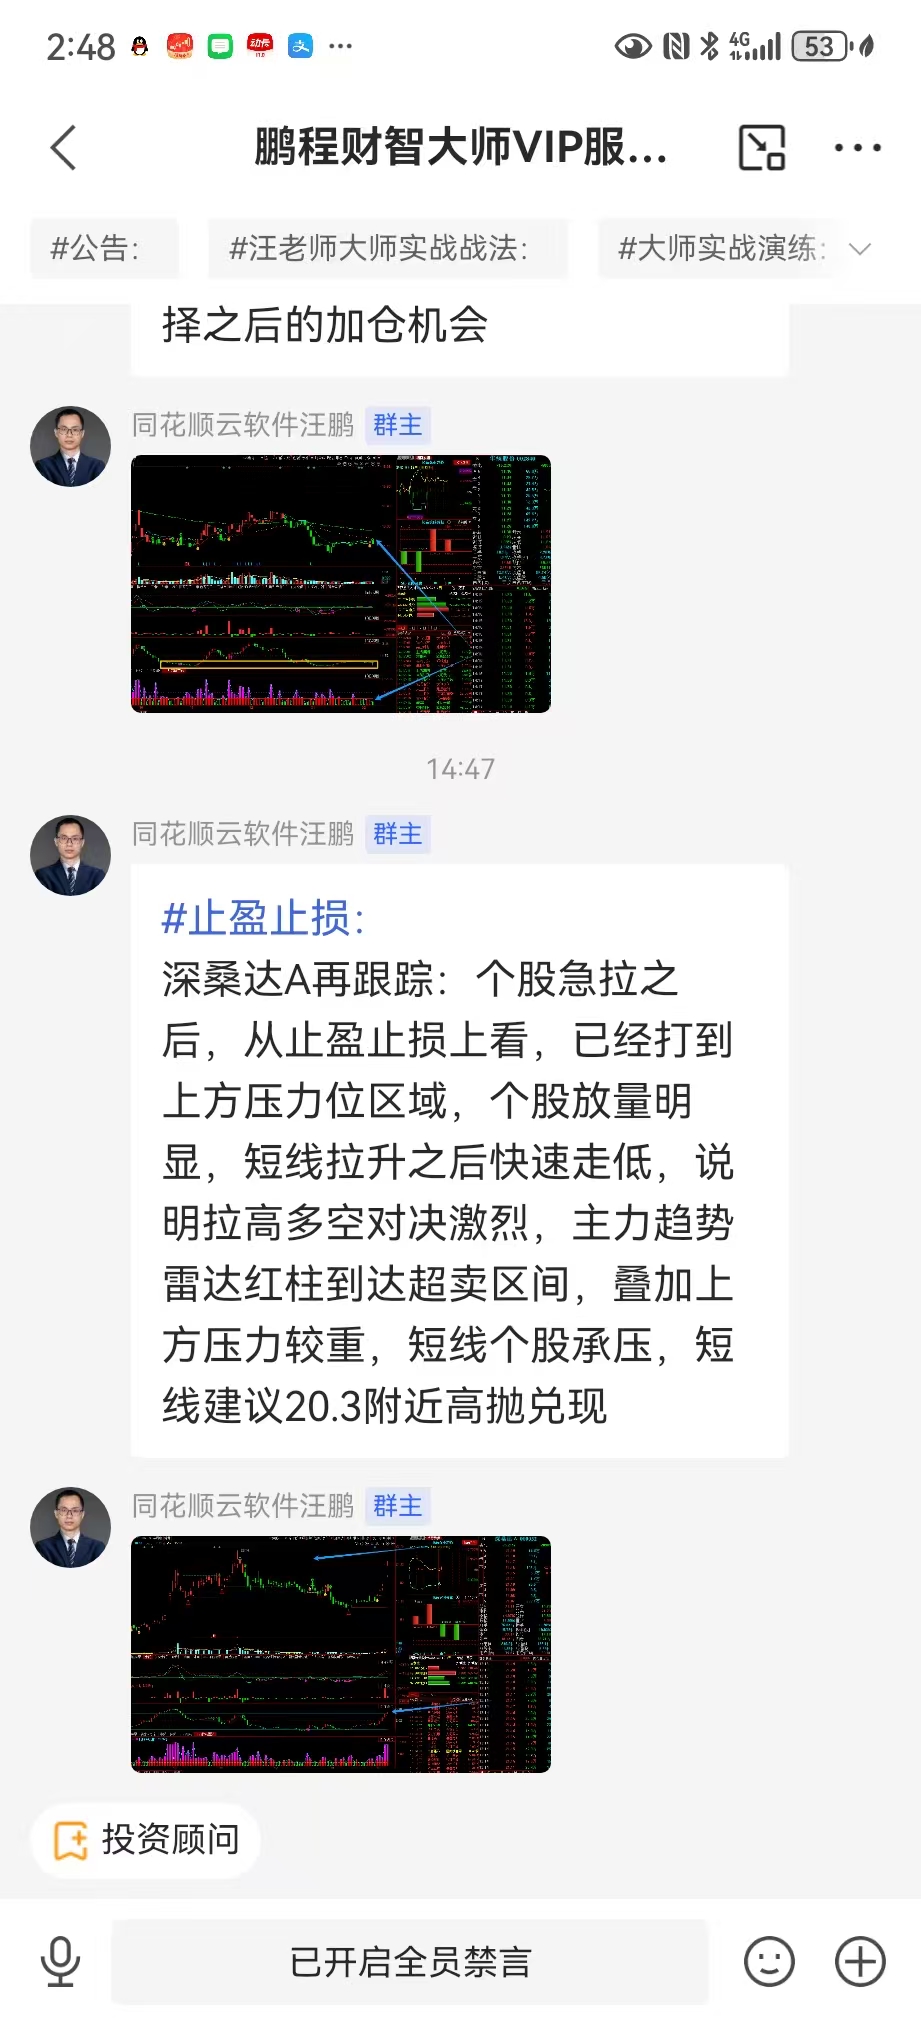 2:48
4G
53
鹏程财智大师VIP服...
#公告:
#汪老师大师实战战法:
#大师实战演练:
择之后的加仓机会
同花顺云软件汪鹏 群主
14:47
同花顺云软件汪鹏 群主
#止盈止损:
深桑达A再跟踪：个股急拉之
后，从止盈止损上看，已经打到
上方压力位区域，个股放量明
显，短线拉升之后快速走低，说
明拉高多空对决激烈，主力趋势
雷达红柱到达超卖区间，叠加上
方压力较重，短线个股承压，短
线建议20.3附近高抛兑现
同花顺云软件汪鹏 群主
投资顾问
已开启全员禁言